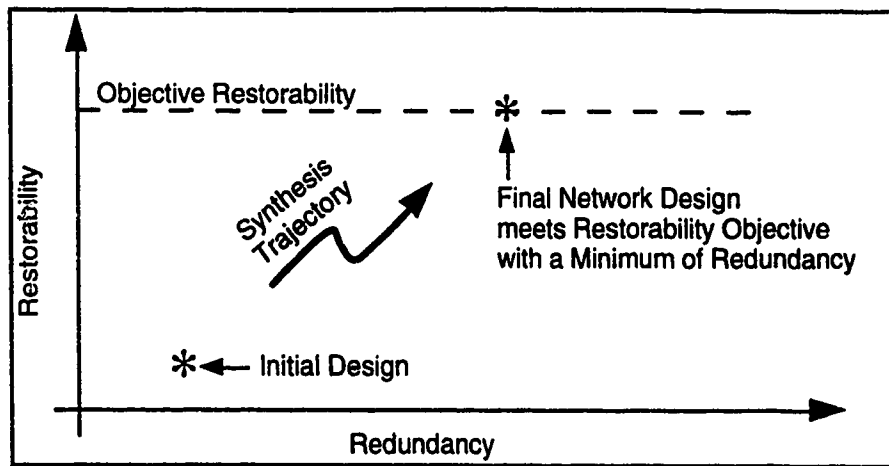 Objective Restorability
Restorability
Synthesis
Trajectory
Final Network Design
meets Restorability Objective
with a Minimum of Redundancy
Initial Design
Redundancy